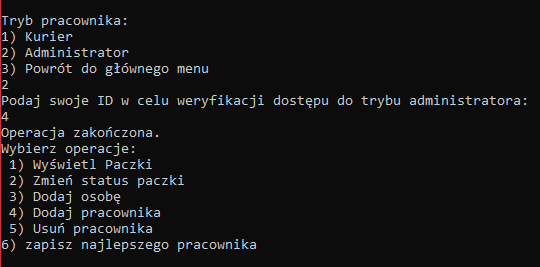 Tryb pracownika:
1) Kurier
2) Administrator
3) Powrót do głównego menu
2
Podaj swoje ID w celu weryfikacji dostępu do trybu administratora:
4
Operacja zakończona.
Wybierz operacje:
1) Wyświetl Paczki
2) Zmień status paczki
3) Dodaj osobę
4) Dodaj pracownika
5) Usuń pracownika
6) zapisz najlepszego pracownika